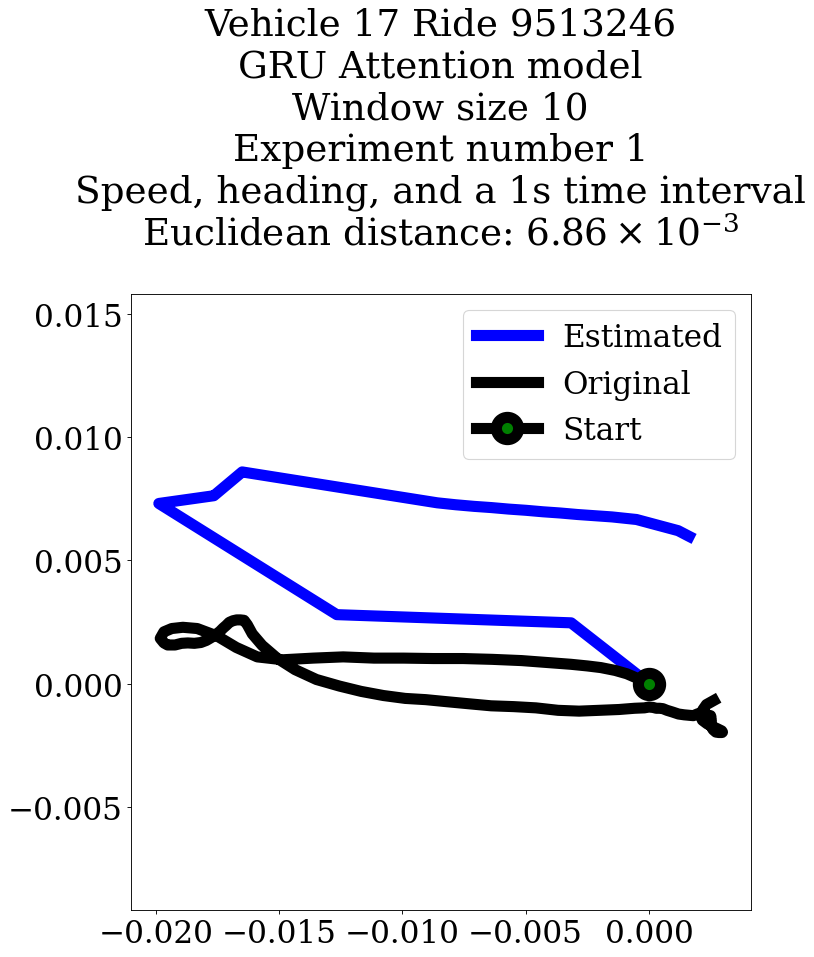 Vehicle 17 Ride 9513246
GRU Attention model
Window size 10
Experiment number 1
Speed, heading, and a 1s time interval
Euclidean distance: 6.86 × 10⁻³
Estimated
Original
Start
0.015
0.010
0.005
0.000
−0.005
−0.020 −0.015 −0.010 −0.005 0.000